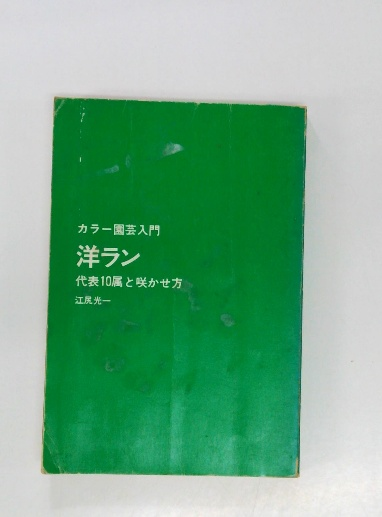 カラー園芸入門
洋ラン
代表10属と咲かせ方
江尻光一